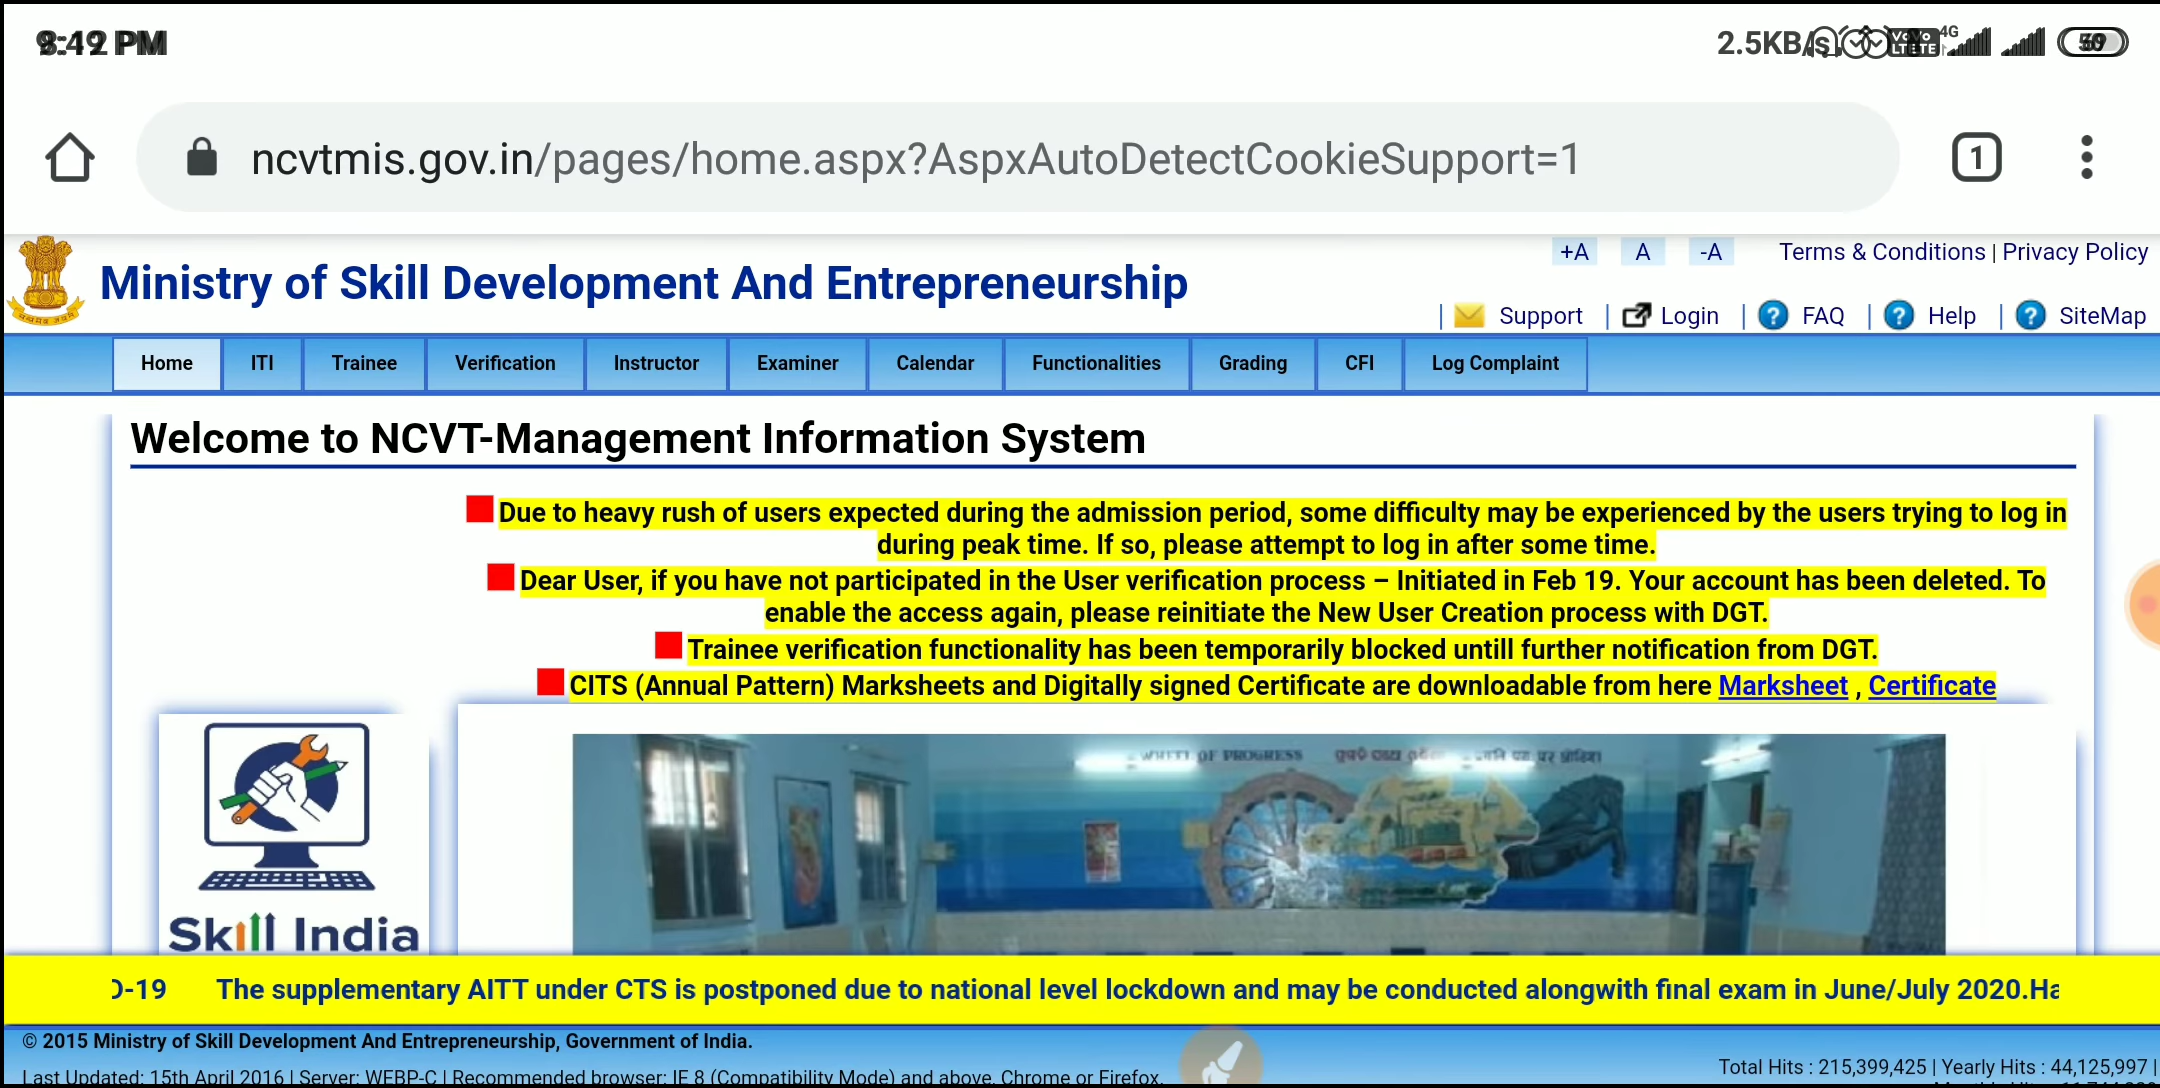 PM
2.5KB/s
4G
ncvtmis.gov.in/pages/home.aspx?AspxAutoDetectCookieSupport=1
1
+A A -A Terms & Conditions | Privacy Policy
Ministry of Skill Development And Entrepreneurship
| Support | Login | FAQ | Help | SiteMap
Home ITI Trainee Verification Instructor Examiner Calendar Functionalities Grading CFI Log Complaint
Welcome to NCVT-Management Information System
Due to heavy rush of users expected during the admission period, some difficulty may be experienced by the users trying to log in
during peak time. If so, please attempt to log in after some time.
Dear User, if you have not participated in the User verification process – Initiated in Feb 19. Your account has been deleted. To
enable the access again, please reinitiate the New User Creation process with DGT.
Trainee verification functionality has been temporarily blocked untill further notification from DGT.
CITS (Annual Pattern) Marksheets and Digitally signed Certificate are downloadable from here Marksheet , Certificate
WHEEL OF PROGRESS
Skill India
D-19 The supplementary AITT under CTS is postponed due to national level lockdown and may be conducted alongwith final exam in June/July 2020.Ha
© 2015 Ministry of Skill Development And Entrepreneurship, Government of India.
Last Updated: 15th April 2016 | Server: WEBP-C | Recommended browser: IE 8 (Compatibility Mode) and above, Chrome or Firefox.
Total Hits : 215,399,425 | Yearly Hits : 44,125,997 |